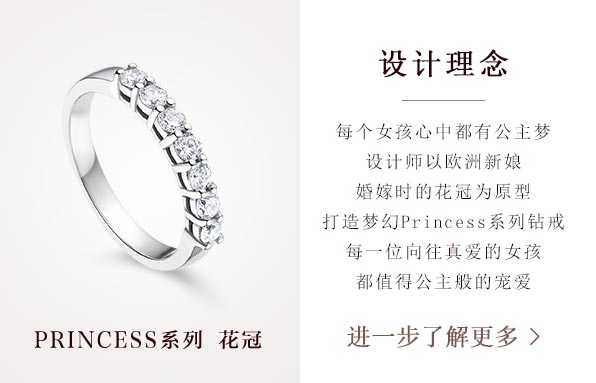 PRINCESS系列 花冠
设计理念
每个女孩心中都有公主梦
设计师以欧洲新娘
婚嫁时的花冠为原型
打造梦幻Princess系列钻戒
每一位向往真爱的女孩
都值得公主般的宠爱
进一步了解更多 >